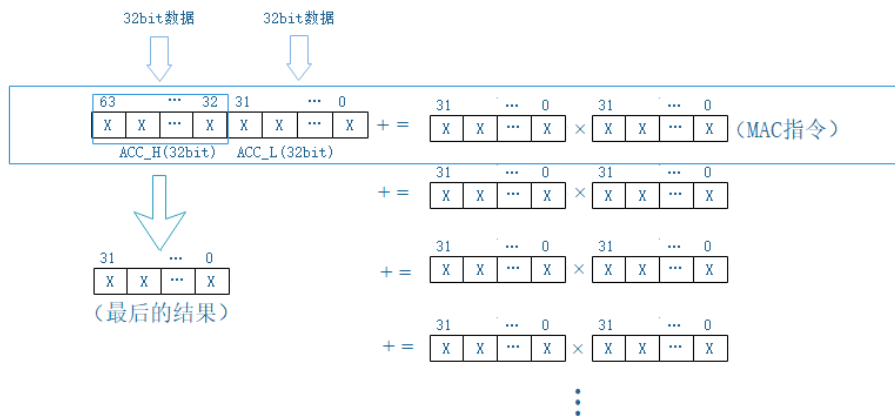 32bit数据 32bit数据
63 … 32 31 … 0 31 … 0 31 … 0
X X … X X X … X += X X … X × X X … X (MAC指令)
ACC_H(32bit) ACC_L(32bit)
31 … 0 31 … 0
+= X X … X × X X … X
31 … 0 31 … 0 31 … 0
X X … X += X X … X × X X … X
(最后的结果)
31 … 0 31 … 0
+= X X … X × X X … X
⋮